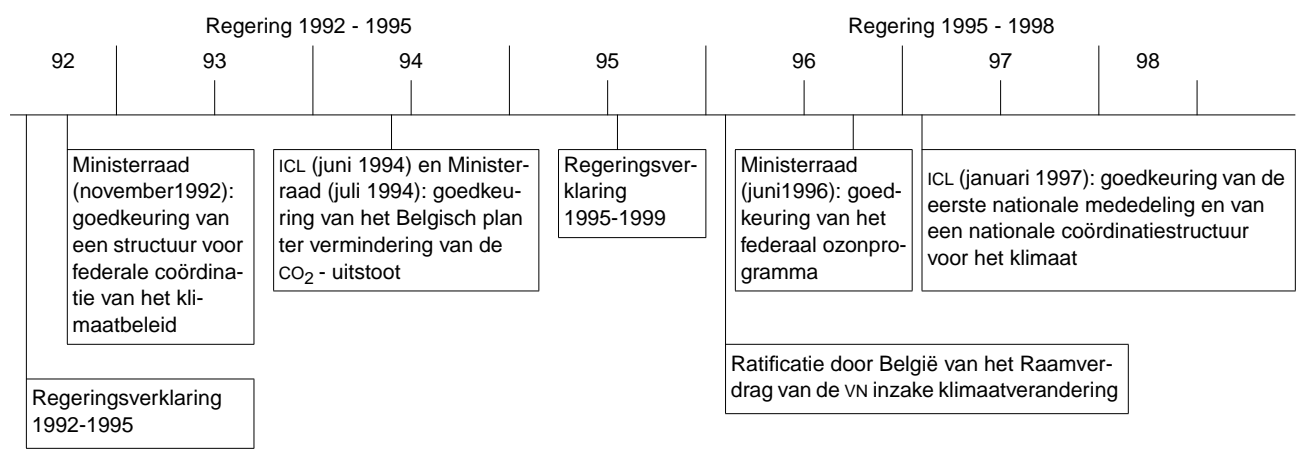 Regering 1992 - 1995
Regering 1995 - 1998
92
93
94
95
96
97
98
Ministerraad
(november1992):
goedkeuring van
een structuur voor
federale coördina-
tie van het kli-
maatbeleid
ICL (juni 1994) en Minister-
raad (juli 1994): goedkeu-
ring van het Belgisch plan
ter vermindering van de
CO2 - uitstoot
Regeringsver-
klaring
1995-1999
Ministerraad
(juni1996): goed-
keuring van het
federaal ozonpro-
gramma
ICL (januari 1997): goedkeuring van de
eerste nationale mededeling en van
een nationale coördinatiestructuur
voor het klimaat
Ratificatie door België van het Raamver-
drag van de VN inzake klimaatverandering
Regeringsverklaring
1992-1995